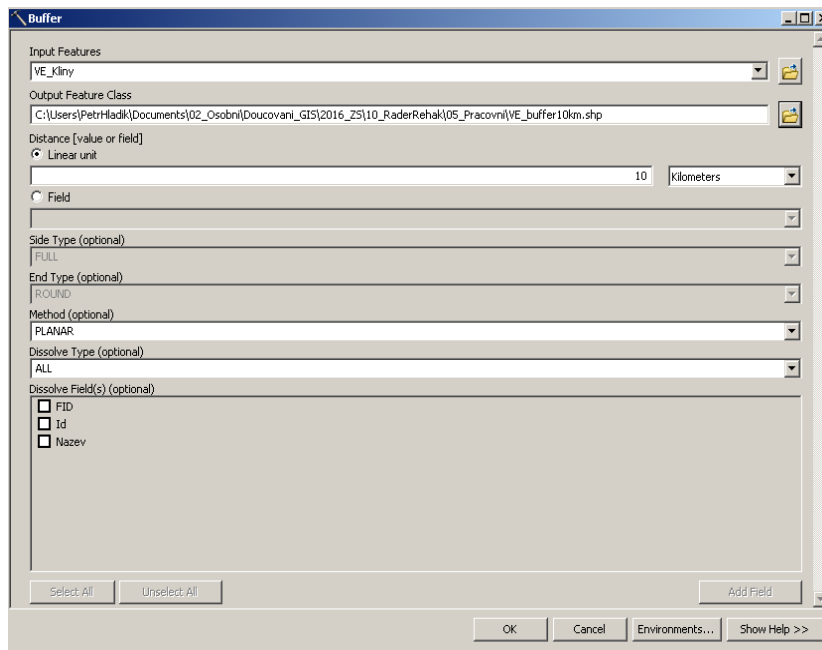 Buffer
Input Features
VE_Kliny
Output Feature Class
C:\Users\PetrHladik\Documents\02_Osobni\Doucovani_GIS\2016_ZS\10_RaderRehak\05_Pracovni\VE_buffer10km.shp
Distance [value or field]
Linear unit
10 Kilometers
Field
Side Type (optional)
FULL
End Type (optional)
ROUND
Method (optional)
PLANAR
Dissolve Type (optional)
ALL
Dissolve Field(s) (optional)
FID
Id
Nazev
Select All Unselect All Add Field
OK Cancel Environments... Show Help >>